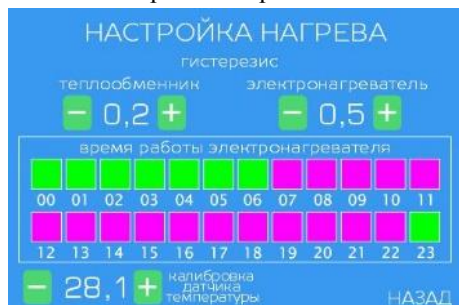 НАСТРОЙКА НАГРЕВА
гистерезис
теплообменник электронагреватель
− 0,2 + − 0,5 +
время работы электронагревателя
00 01 02 03 04 05 06 07 08 09 10 11
12 13 14 15 16 17 18 19 20 21 22 23
− 28,1 + калибровка
датчика
температуры
НАЗАД